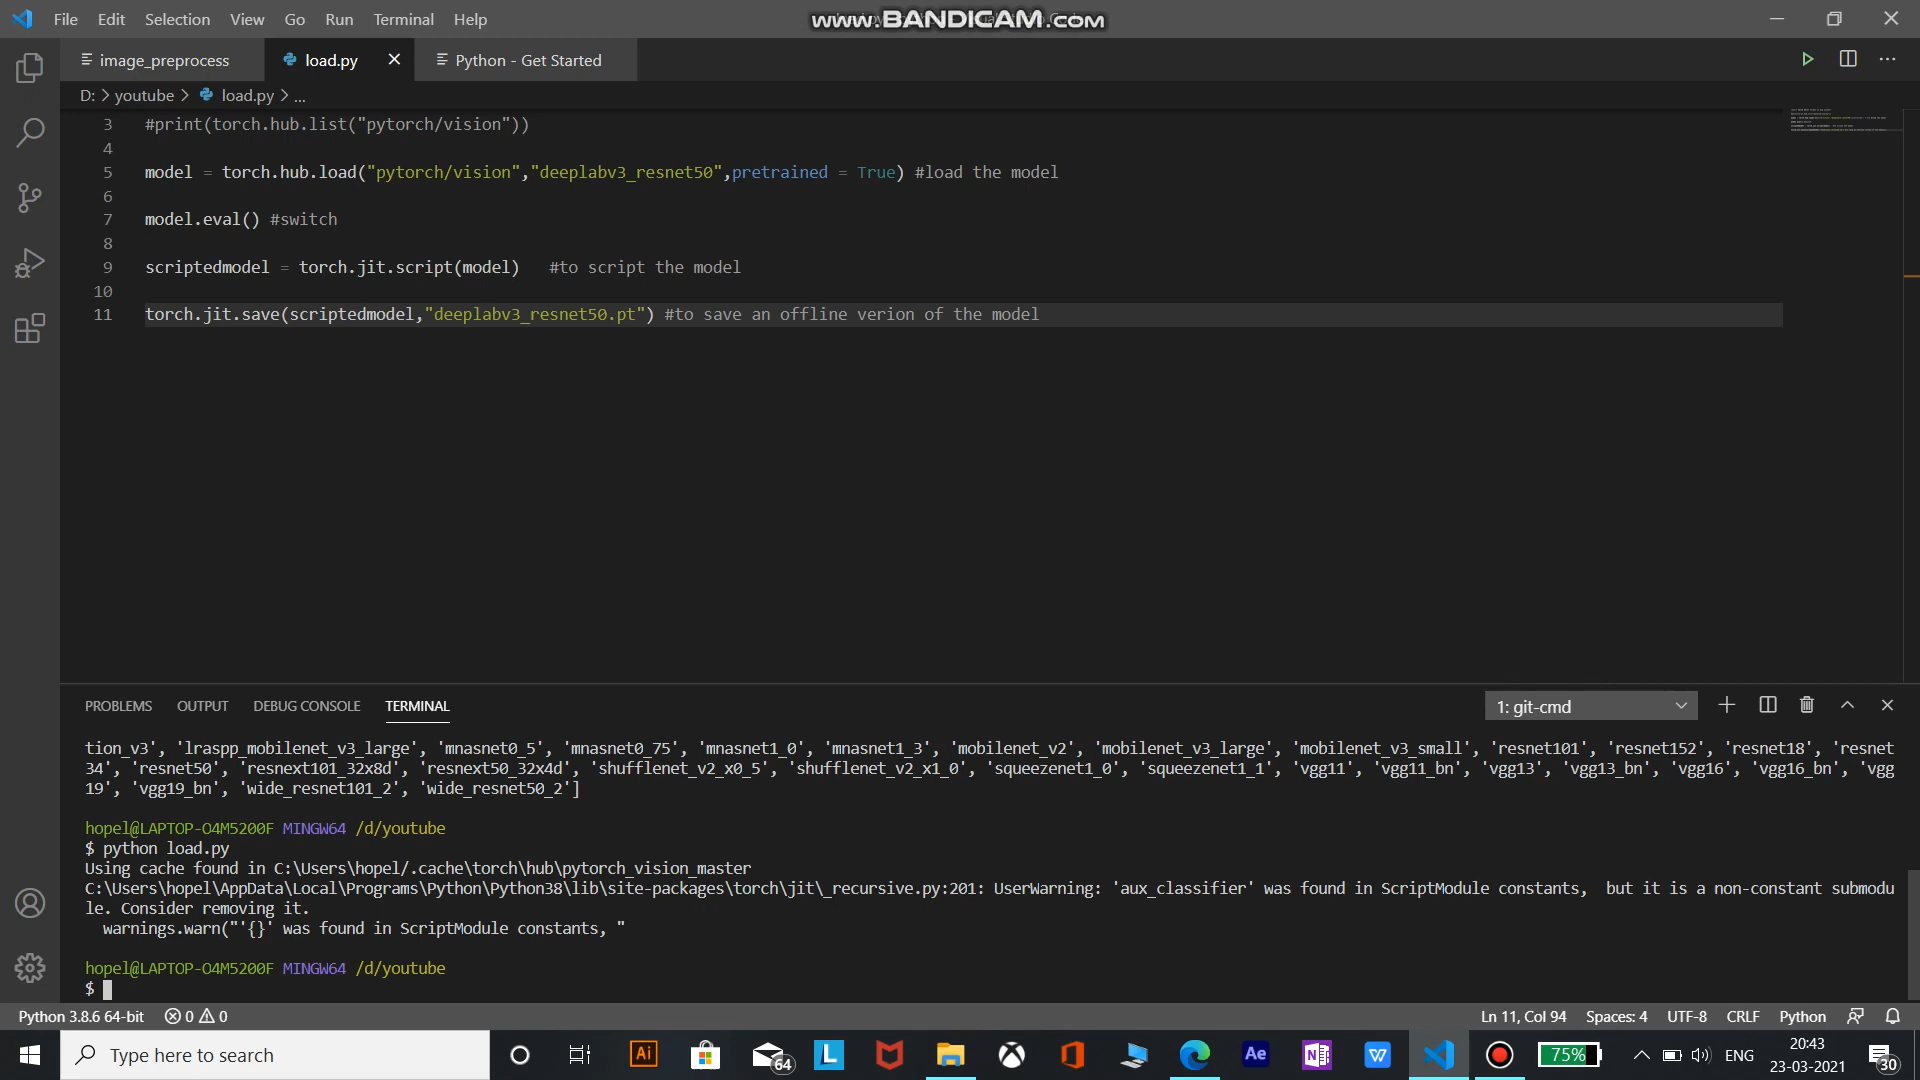 File Edit Selection View Go Run Terminal Help
www.BANDICAM.com
image_preprocess load.py Python - Get Started
D: > youtube > load.py > ...
3 #print(torch.hub.list("pytorch/vision"))
4
5 model = torch.hub.load("pytorch/vision","deeplabv3_resnet50",pretrained = True) #load the model
6
7 model.eval() #switch
8
9 scriptedmodel = torch.jit.script(model) #to script the model
10
11 torch.jit.save(scriptedmodel,"deeplabv3_resnet50.pt") #to save an offline verion of the model
PROBLEMS OUTPUT DEBUG CONSOLE TERMINAL 1: git-cmd
tion_v3', 'lraspp_mobilenet_v3_large', 'mnasnet0_5', 'mnasnet0_75', 'mnasnet1_0', 'mnasnet1_3', 'mobilenet_v2', 'mobilenet_v3_large', 'mobilenet_v3_small', 'resnet101', 'resnet152', 'resnet18', 'resnet
34', 'resnet50', 'resnext101_32x8d', 'resnext50_32x4d', 'shufflenet_v2_x0_5', 'shufflenet_v2_x1_0', 'squeezenet1_0', 'squeezenet1_1', 'vgg11', 'vgg11_bn', 'vgg13', 'vgg13_bn', 'vgg16', 'vgg16_bn', 'vgg
19', 'vgg19_bn', 'wide_resnet101_2', 'wide_resnet50_2']
hopel@LAPTOP-O4M5200F MINGW64 /d/youtube
$ python load.py
Using cache found in C:\Users\hopel/.cache\torch\hub\pytorch_vision_master
C:\Users\hopel\AppData\Local\Programs\Python\Python38\lib\site-packages\torch\jit\_recursive.py:201: UserWarning: 'aux_classifier' was found in ScriptModule constants,  but it is a non-constant submodu
le. Consider removing it.
warnings.warn("'{}' was found in ScriptModule constants, "
hopel@LAPTOP-O4M5200F MINGW64 /d/youtube
$
Python 3.8.6 64-bit 0 0 Ln 11, Col 94 Spaces: 4 UTF-8 CRLF Python
Type here to search Ai 64 L Ae N W 75% ENG 20:43
23-03-2021 30